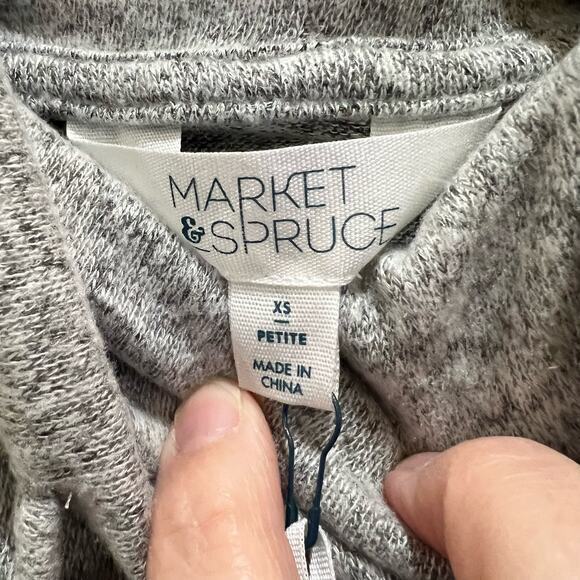 MARKET
& SPRUCE
XS
PETITE
MADE IN
CHINA